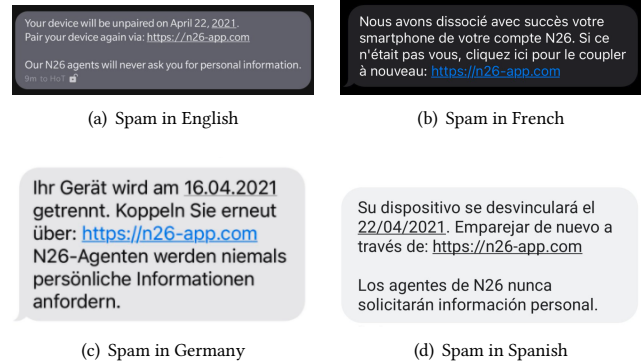 Your device will be unpaired on April 22, 2021.
Pair your device again via: https://n26-app.com
Our N26 agents will never ask you for personal information.
9m to HoT
(a) Spam in English
Nous avons dissocié avec succès votre
smartphone de votre compte N26. Si ce
n'était pas vous, cliquez ici pour le coupler
à nouveau: https://n26-app.com
(b) Spam in French
Ihr Gerät wird am 16.04.2021
getrennt. Koppeln Sie erneut
über: https://n26-app.com
N26-Agenten werden niemals
persönliche Informationen
anfordern.
(c) Spam in Germany
Su dispositivo se desvinculará el
22/04/2021. Emparejar de nuevo a
través de: https://n26-app.com
Los agentes de N26 nunca
solicitarán información personal.
(d) Spam in Spanish